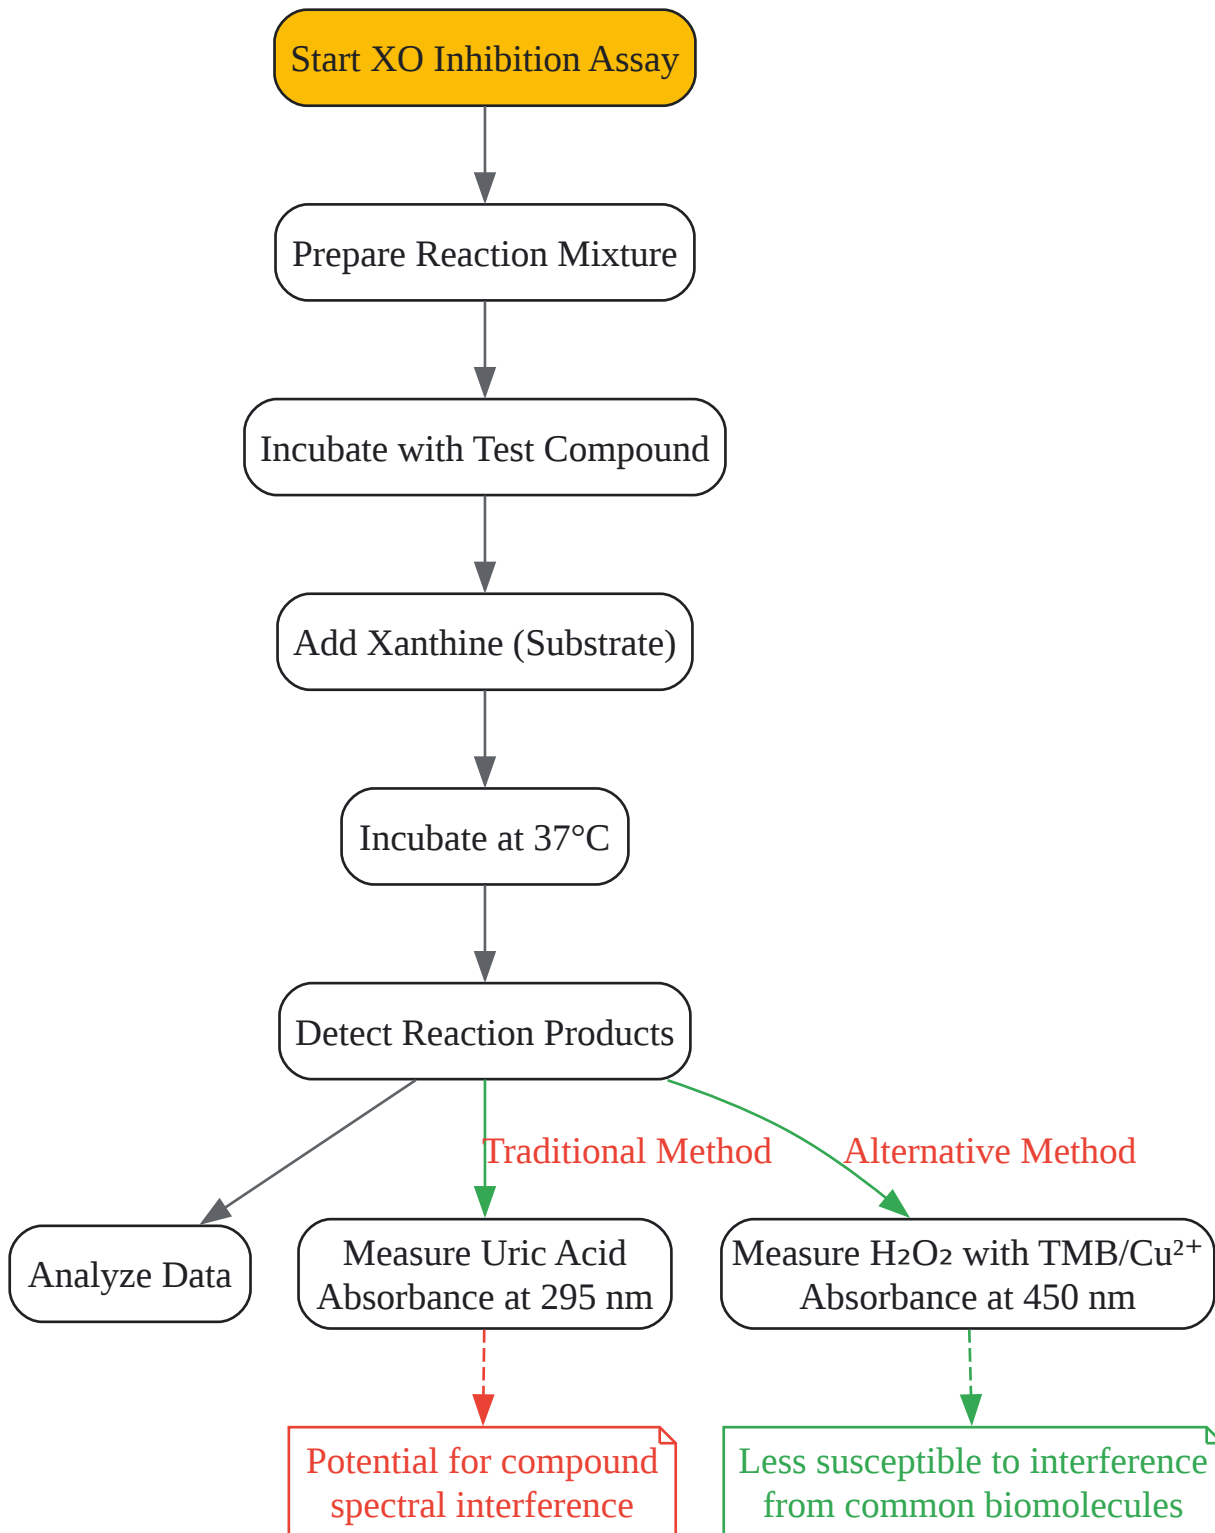 Start XO Inhibition Assay
Prepare Reaction Mixture
Incubate with Test Compound
Add Xanthine (Substrate)
Incubate at 37°C
Detect Reaction Products
Traditional Method
Alternative Method
Analyze Data
Measure Uric Acid
Absorbance at 295 nm
Measure H₂O₂ with TMB/Cu²⁺
Absorbance at 450 nm
Potential for compound
spectral interference
Less susceptible to interference
from common biomolecules